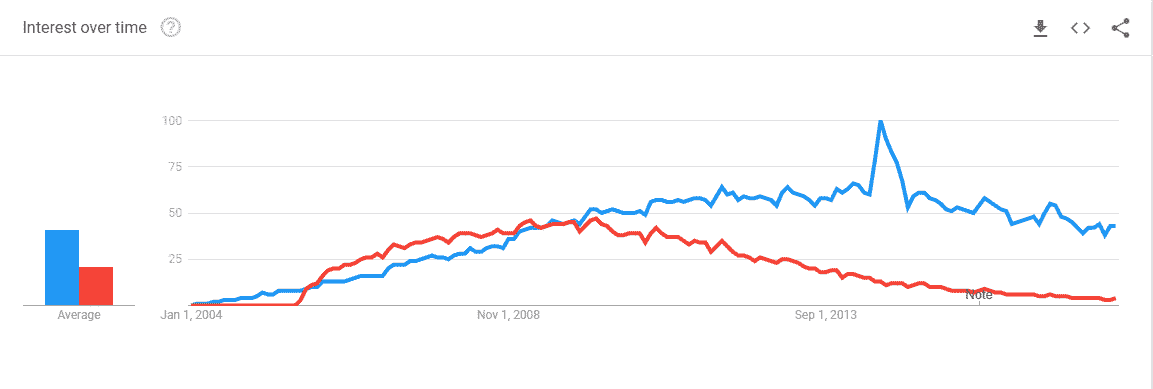 Interest over time ?
100
75
50
25
Note
Average
Jan 1, 2004
Nov 1, 2008
Sep 1, 2013